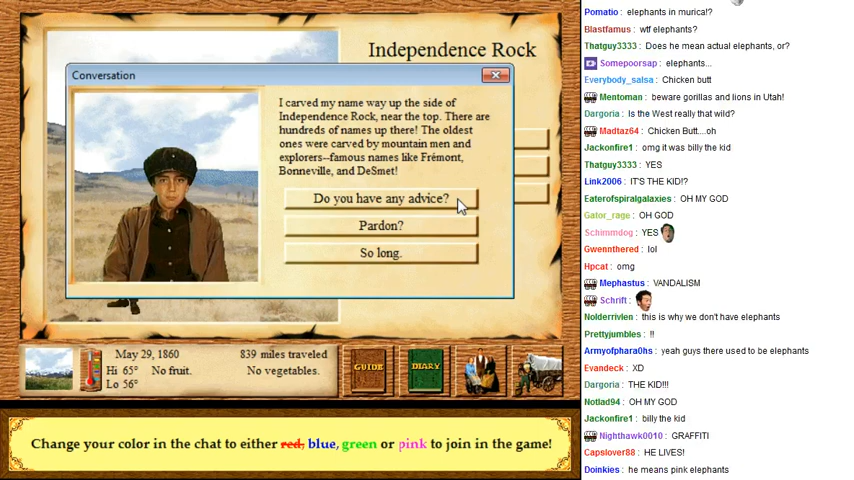 Independence Rock
Conversation
I carved my name way up the side of
Independence Rock, near the top. There are
hundreds of names up there! The oldest
ones were carved by mountain men and
explorers--famous names like Frémont,
Bonneville, and DeSmet!
Do you have any advice?
Pardon?
So long.
May 29, 1860
839 miles traveled
Hi 65°
No fruit.
No vegetables.
Lo 56°
GUIDE
DIARY
Change your color in the chat to either red, blue, green or pink to join in the game!
Pomatio : elephants in murica!?
Blastfamus : wtf elephants?
Thatguy3333 : Does he mean actual elephants, or?
Somepoorsap : elephants...
Everybody_salsa : Chicken butt
Mentoman : beware gorillas and lions in Utah!
Dargoria : Is the West really that wild?
Madtaz64 : Chicken Butt....oh
Jackonfire1 : omg it was billy the kid
Thatguy3333 : YES
Link2006 : IT'S THE KID!?
Eaterofspiralgalaxies : OH MY GOD
Gator_rage : OH GOD
Schimmdog : YES
Gwennthered : lol
Hpcat : omg
Mephastus : VANDALISM
Schrift :
Nolderrivlen : this is why we don't have elephants
Prettyjumbles : !!
Armyofphara0hs : yeah guys there used to be elephants
Evandeck : XD
Dargoria : THE KID!!!
Notlad94 : OH MY GOD
Jackonfire1 : billy the kid
Nighthawk0010 : GRAFFITI
Capslover88 : HE LIVES!
Doinkies : he means pink elephants